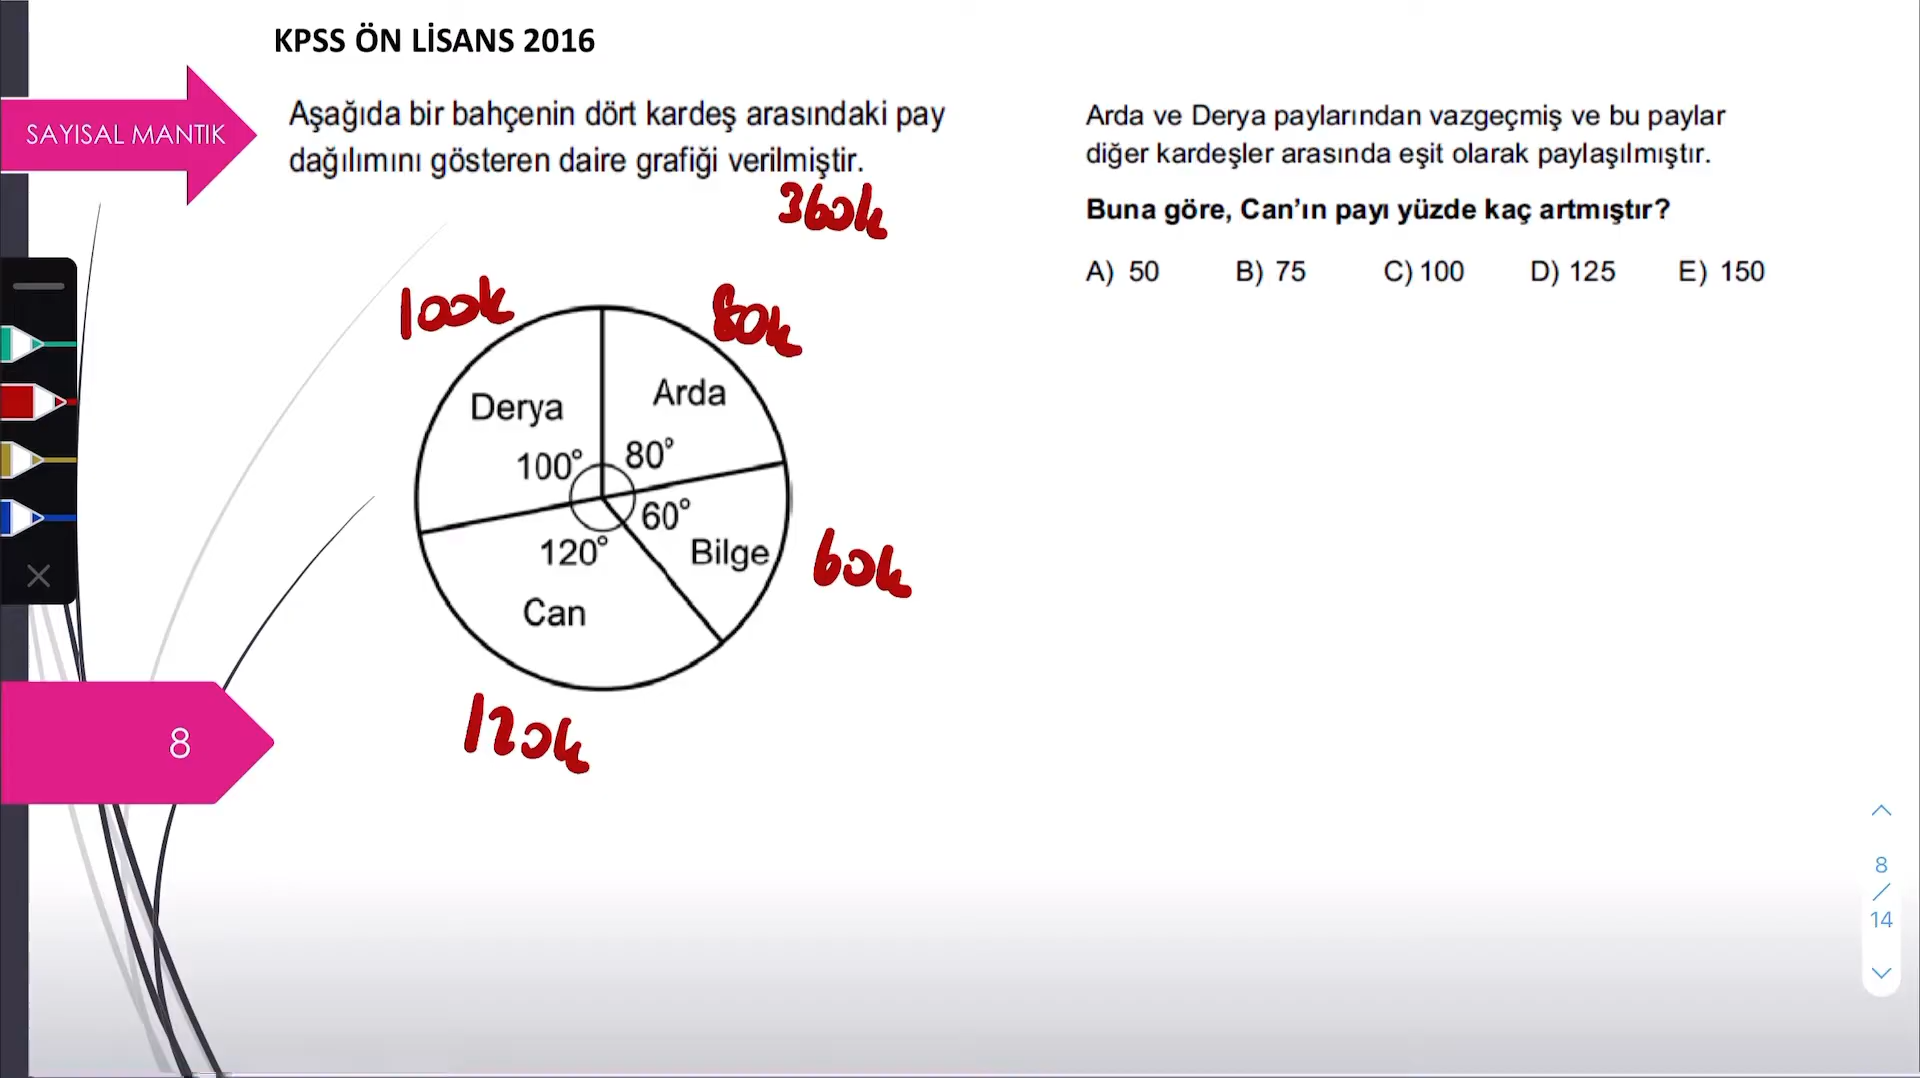 KPSS ÖN LİSANS 2016
SAYISAL MANTIK
Aşağıda bir bahçenin dört kardeş arasındaki pay
dağılımını gösteren daire grafiği verilmiştir.
360k
100k
80k
Derya
Arda
100°
80°
60°
120°
Bilge
Can
60k
120k
Arda ve Derya paylarından vazgeçmiş ve bu paylar
diğer kardeşler arasında eşit olarak paylaşılmıştır.
Buna göre, Can'ın payı yüzde kaç artmıştır?
A) 50 B) 75 C) 100 D) 125 E) 150
8
8
/
14